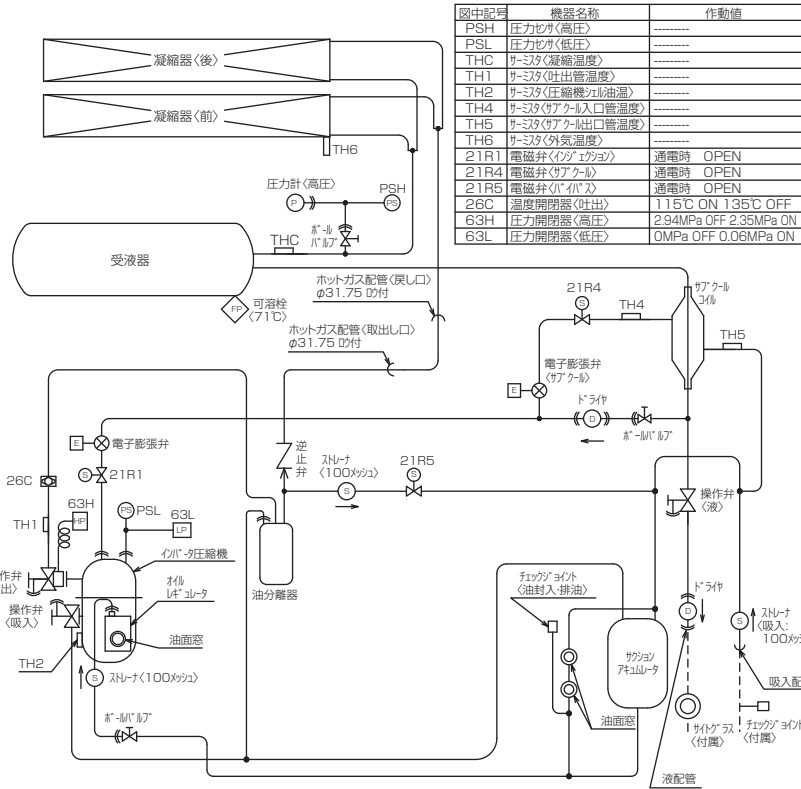 図中記号 機器名称 作動値
PSH 圧力センサ〈高圧〉 ---------
PSL 圧力センサ〈低圧〉 ---------
THC サーミスタ〈凝縮温度〉 ---------
TH1 サーミスタ〈吐出管温度〉 ---------
TH2 サーミスタ〈圧縮機シェル油温〉 ---------
TH4 サーミスタ〈サブクール入口管温度〉 ---------
TH5 サーミスタ〈サブクール出口管温度〉 ---------
TH6 サーミスタ〈外気温度〉 ---------
21R1 電磁弁〈インジェクション〉 通電時 OPEN
21R4 電磁弁〈サブクール〉 通電時 OPEN
21R5 電磁弁〈バイパス〉 通電時 OPEN
26C 温度開閉器〈吐出〉 115℃ ON 135℃ OFF
63H 圧力開閉器〈高圧〉 2.94MPa OFF 2.35MPa ON
63L 圧力開閉器〈低圧〉 0MPa OFF 0.06MPa ON
凝縮器〈後〉
凝縮器〈前〉
TH6
圧力計〈高圧〉
PSH
P
PS
ボール
バルブ
THC
受液器
FP
可溶栓
〈71℃〉
ホットガス配管〈戻し口〉
φ31.75 ロウ付
ホットガス配管〈取出し口〉
φ31.75 ロウ付
21R4
S
TH4
サブクール
コイル
TH5
電子膨張弁
〈サブクール〉
E
ドライヤ
D
ボールバルブ
E
電子膨張弁
S
21R1
26C
TH1
63H
HP
PS
PSL
63L
LP
逆止弁
ストレーナ
〈100メッシュ〉
S
21R5
S
操作弁
〈液〉
インバータ圧縮機
オイル
レギュレータ
油面窓
油分離器
作弁
出〉
操作弁
〈吸入〉
TH2
S
ストレーナ〈100メッシュ〉
ボールバルブ
チェックジョイント
〈油封入・排油〉
サクション
アキュムレータ
油面窓
ドライヤ
D
S
ストレーナ
〈吸入:
100メッ
吸入配
サイトグラス
〈付属〉
チェックジョイント
〈付属〉
液配管